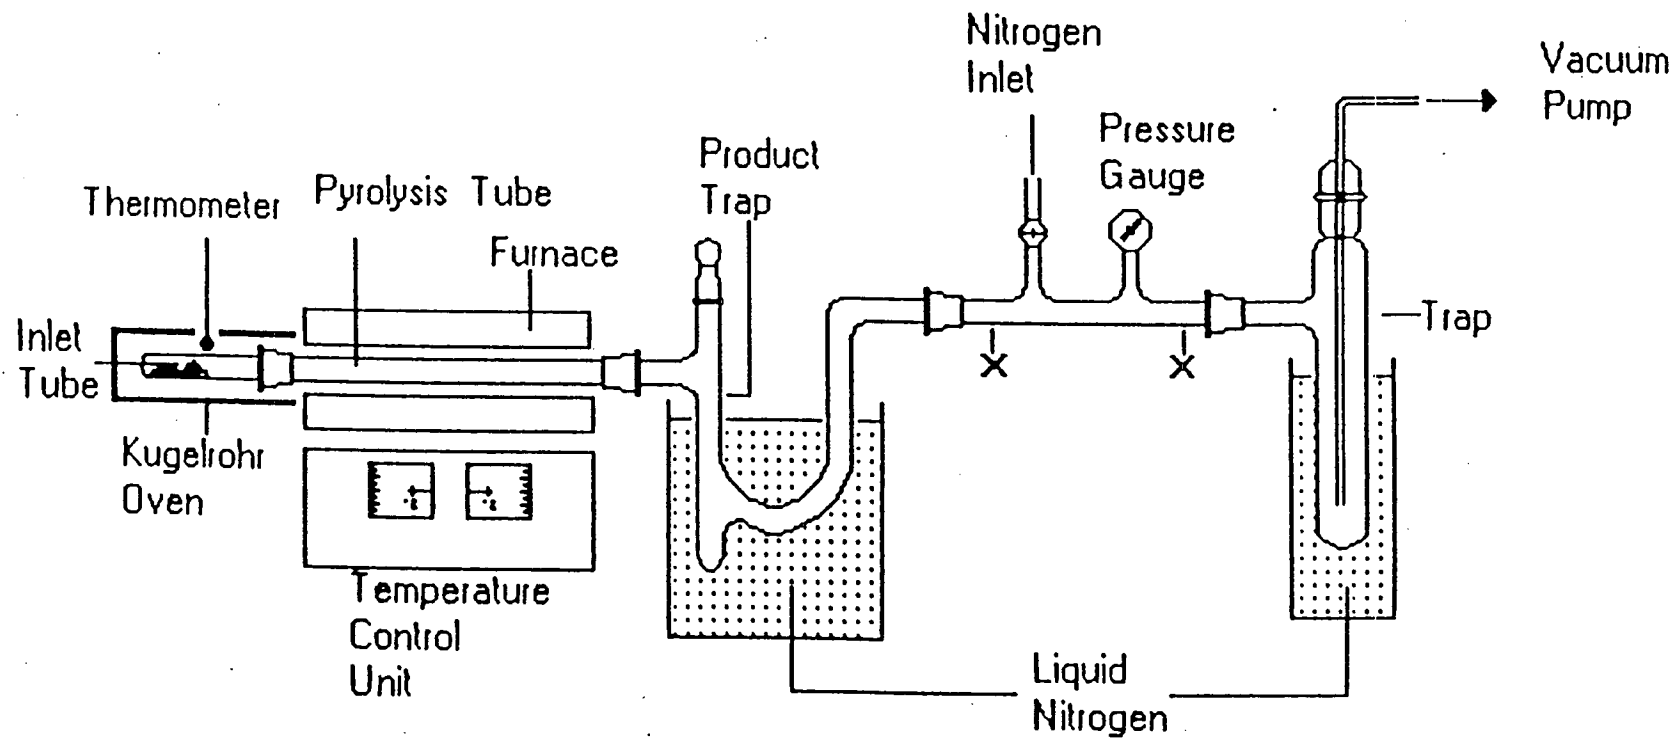 Nitrogen
Inlet
Vacuum
Pump
Pressure
Gauge
Product
Trap
Thermometer
Pyrolysis Tube
Furnace
Inlet
Tube
Trap
Kugelrohr
Oven
Temperature
Control
Unit
Liquid
Nitrogen